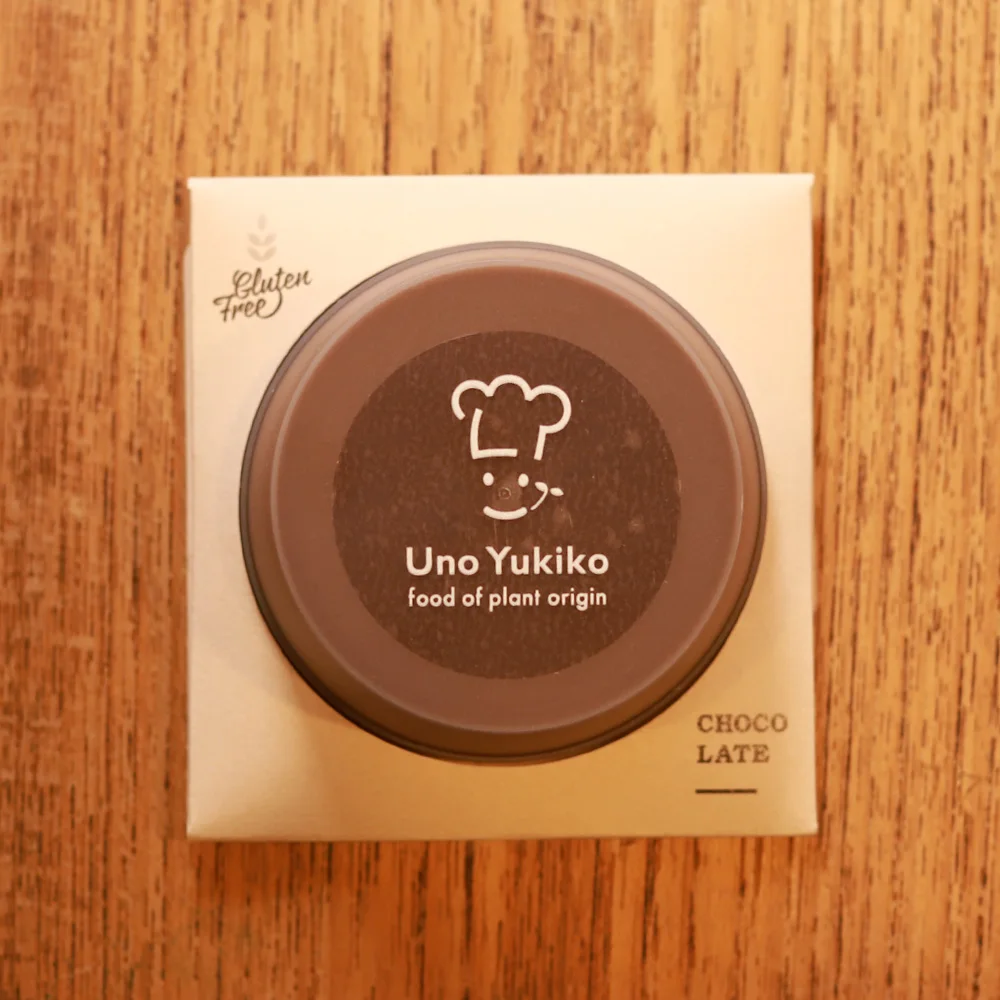 Gluten
Free
Uno Yukiko
food of plant origin
CHOCO
LATE